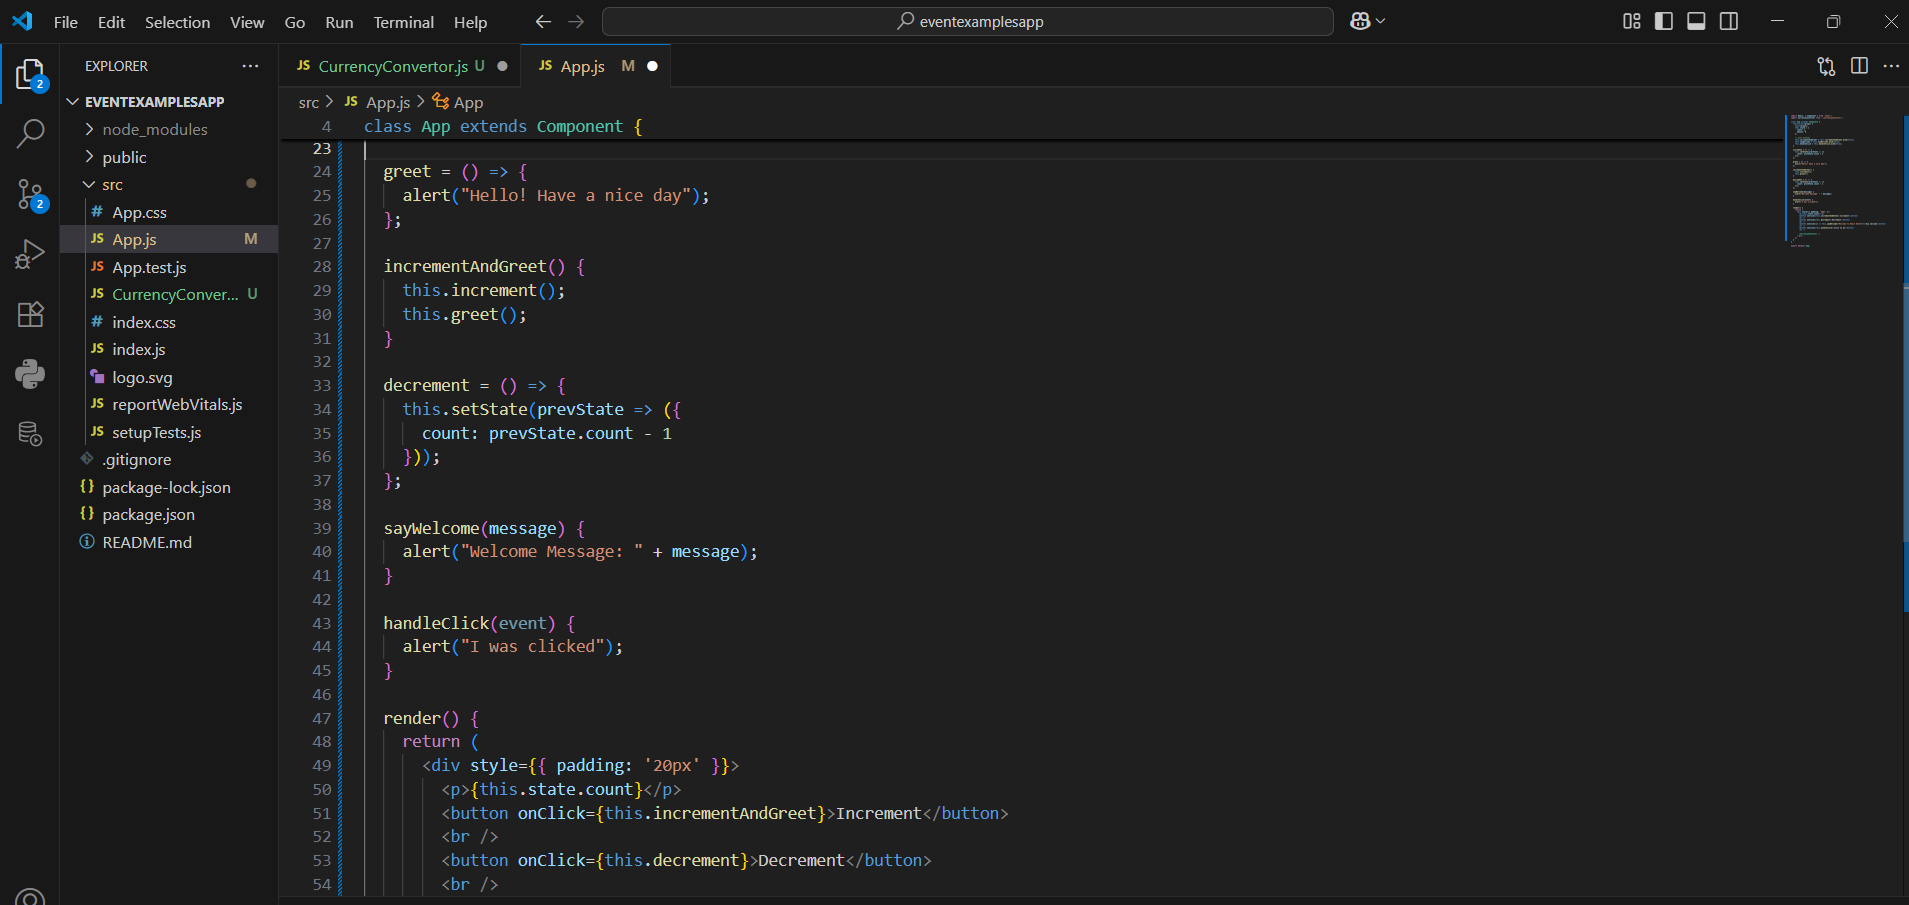 File Edit Selection View Go Run Terminal Help
eventexamplesapp
EXPLORER
EVENTEXAMPLESAPP
node_modules
public
src
# App.css
JS App.js M
JS App.test.js
JS CurrencyConver... U
# index.css
JS index.js
logo.svg
JS reportWebVitals.js
JS setupTests.js
.gitignore
{} package-lock.json
{} package.json
README.md
2
2
JS CurrencyConvertor.js U
JS App.js M
src > JS App.js > App
4 class App extends Component {
23
24 greet = () => {
25 alert("Hello! Have a nice day");
26 };
27
28 incrementAndGreet() {
29 this.increment();
30 this.greet();
31 }
32
33 decrement = () => {
34 this.setState(prevState => ({
35 count: prevState.count - 1
36 }));
37 };
38
39 sayWelcome(message) {
40 alert("Welcome Message: " + message);
41 }
42
43 handleClick(event) {
44 alert("I was clicked");
45 }
46
47 render() {
48 return (
49 <div style={{ padding: '20px' }}>
50 <p>{this.state.count}</p>
51 <button onClick={this.incrementAndGreet}>Increment</button>
52 <br />
53 <button onClick={this.decrement}>Decrement</button>
54 <br />